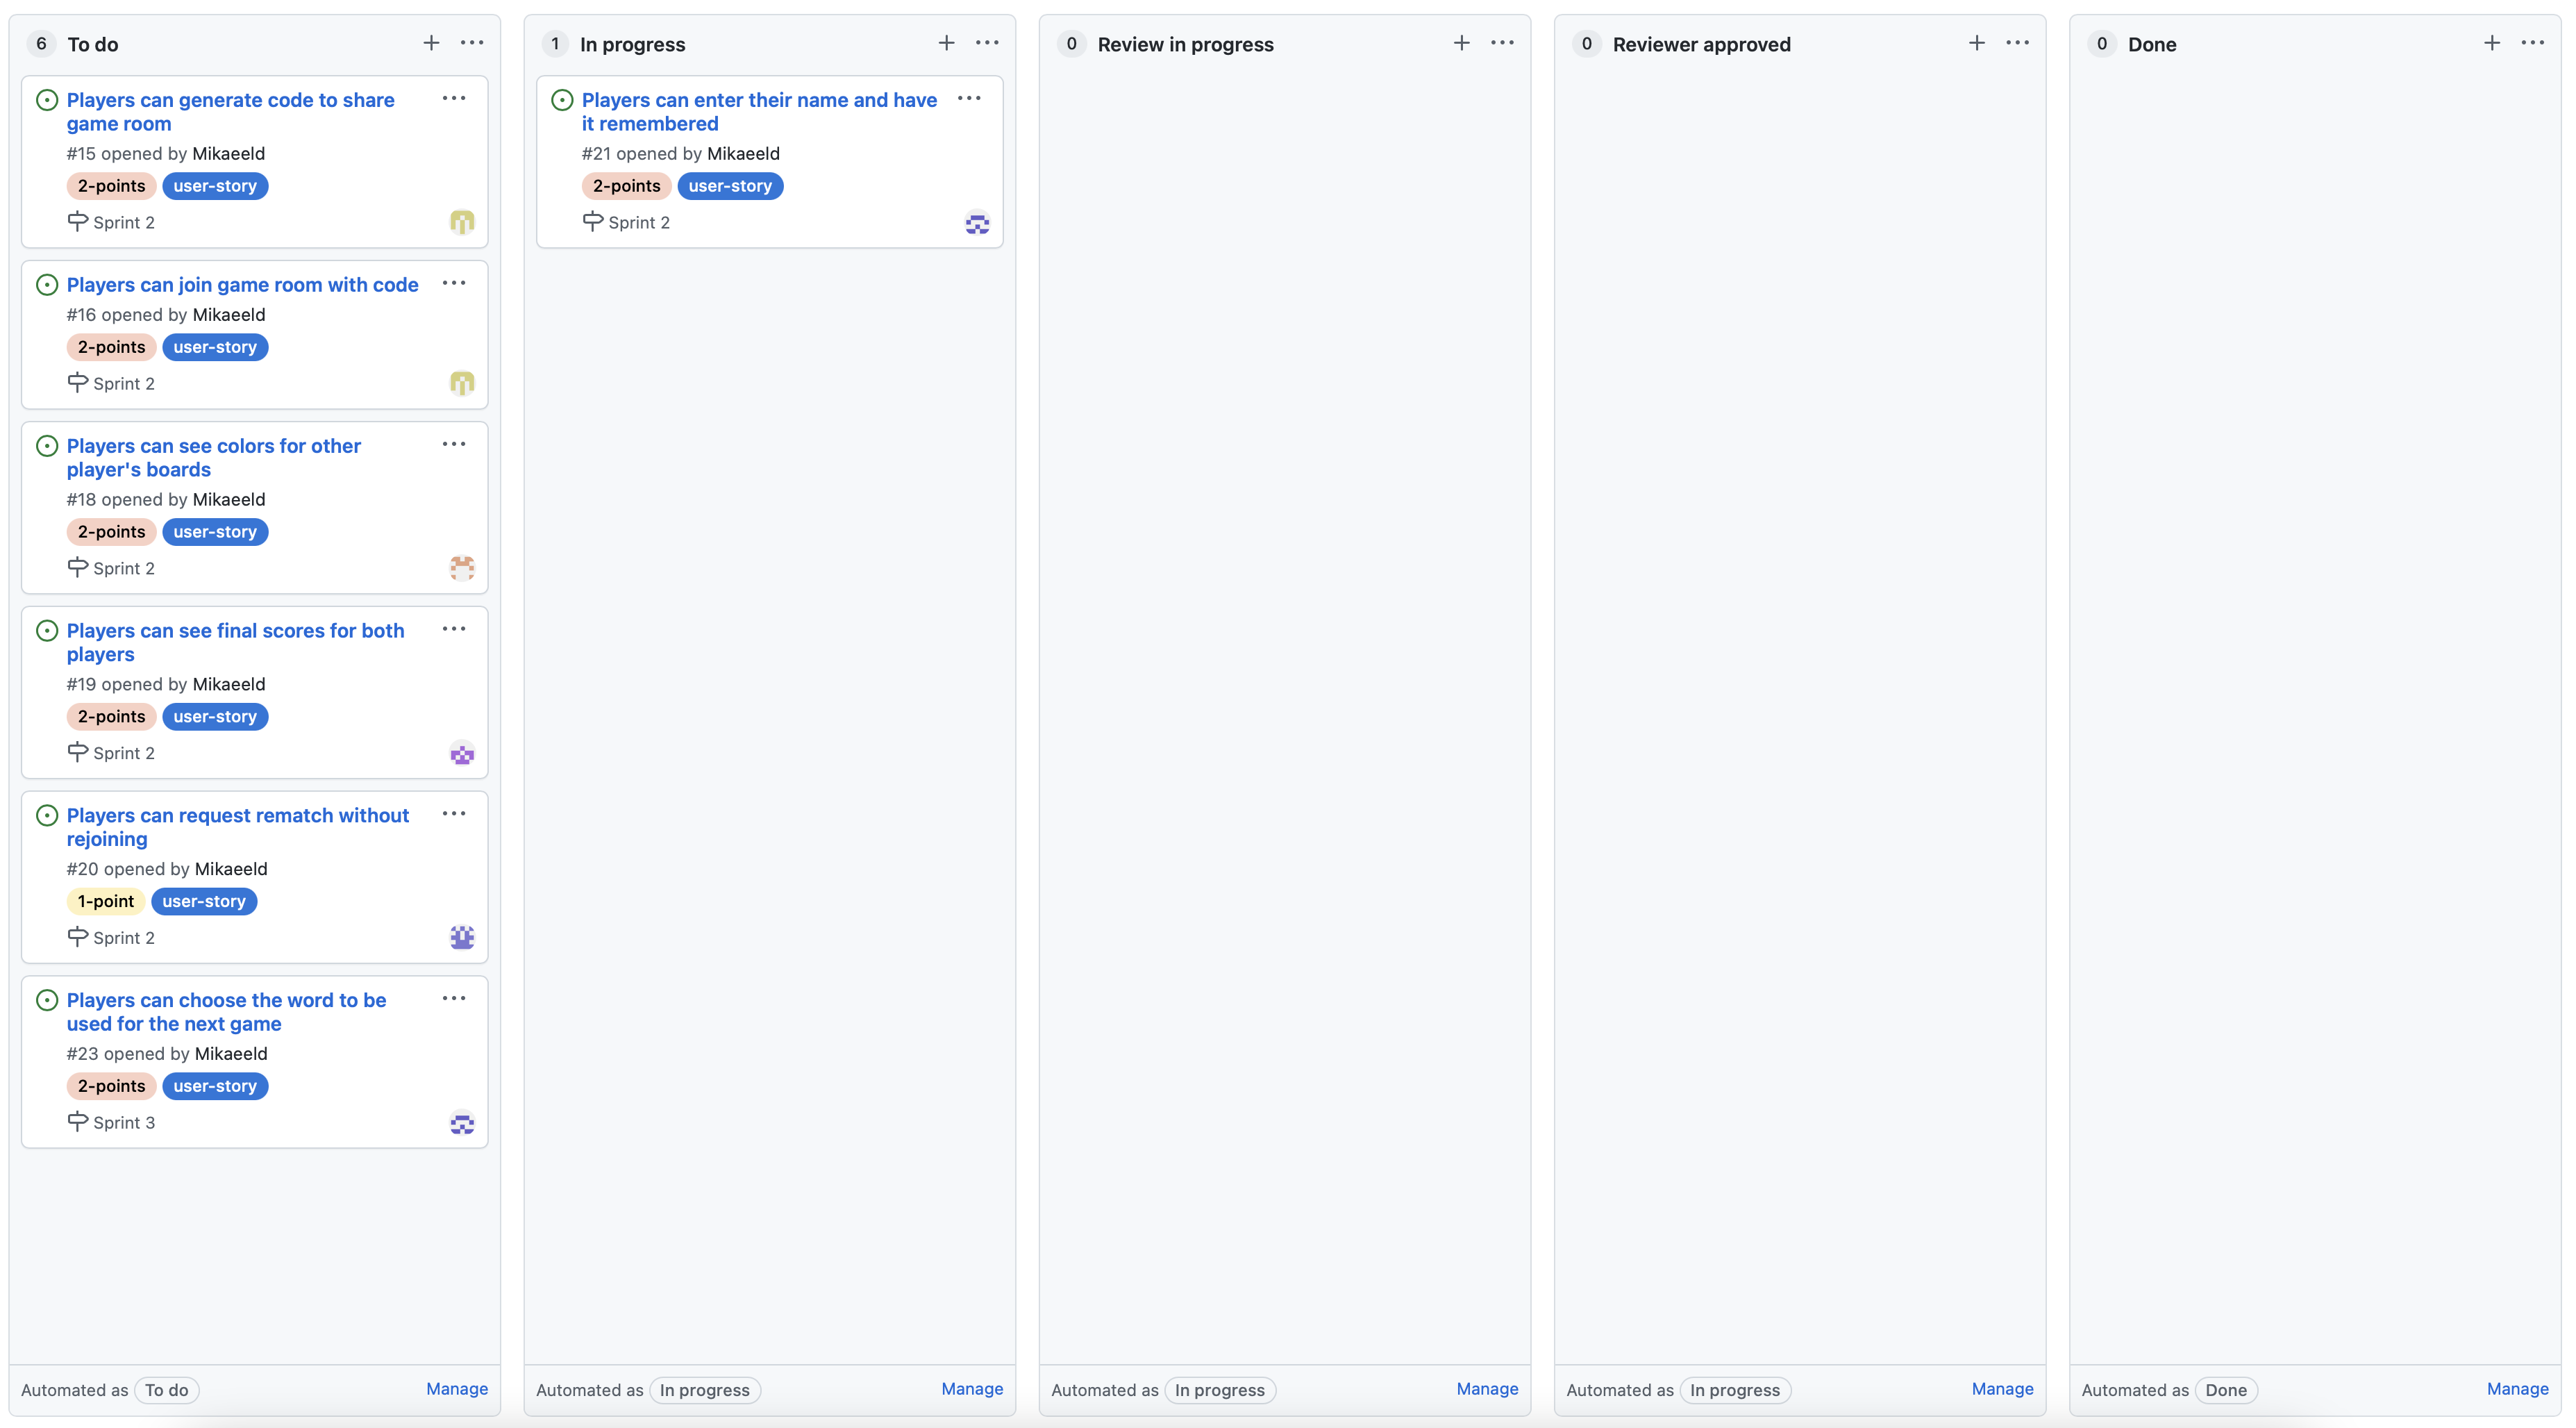 6 To do
Players can generate code to share
game room
#15 opened by Mikaeeld
2-points user-story
Sprint 2
Players can join game room with code
#16 opened by Mikaeeld
2-points user-story
Sprint 2
Players can see colors for other
player's boards
#18 opened by Mikaeeld
2-points user-story
Sprint 2
Players can see final scores for both
players
#19 opened by Mikaeeld
2-points user-story
Sprint 2
Players can request rematch without
rejoining
#20 opened by Mikaeeld
1-point user-story
Sprint 2
Players can choose the word to be
used for the next game
#23 opened by Mikaeeld
2-points user-story
Sprint 3
Automated as To do Manage
1 In progress
Players can enter their name and have
it remembered
#21 opened by Mikaeeld
2-points user-story
Sprint 2
Automated as In progress Manage
0 Review in progress
Automated as In progress Manage
0 Reviewer approved
Automated as In progress Manage
0 Done
Automated as Done Manage